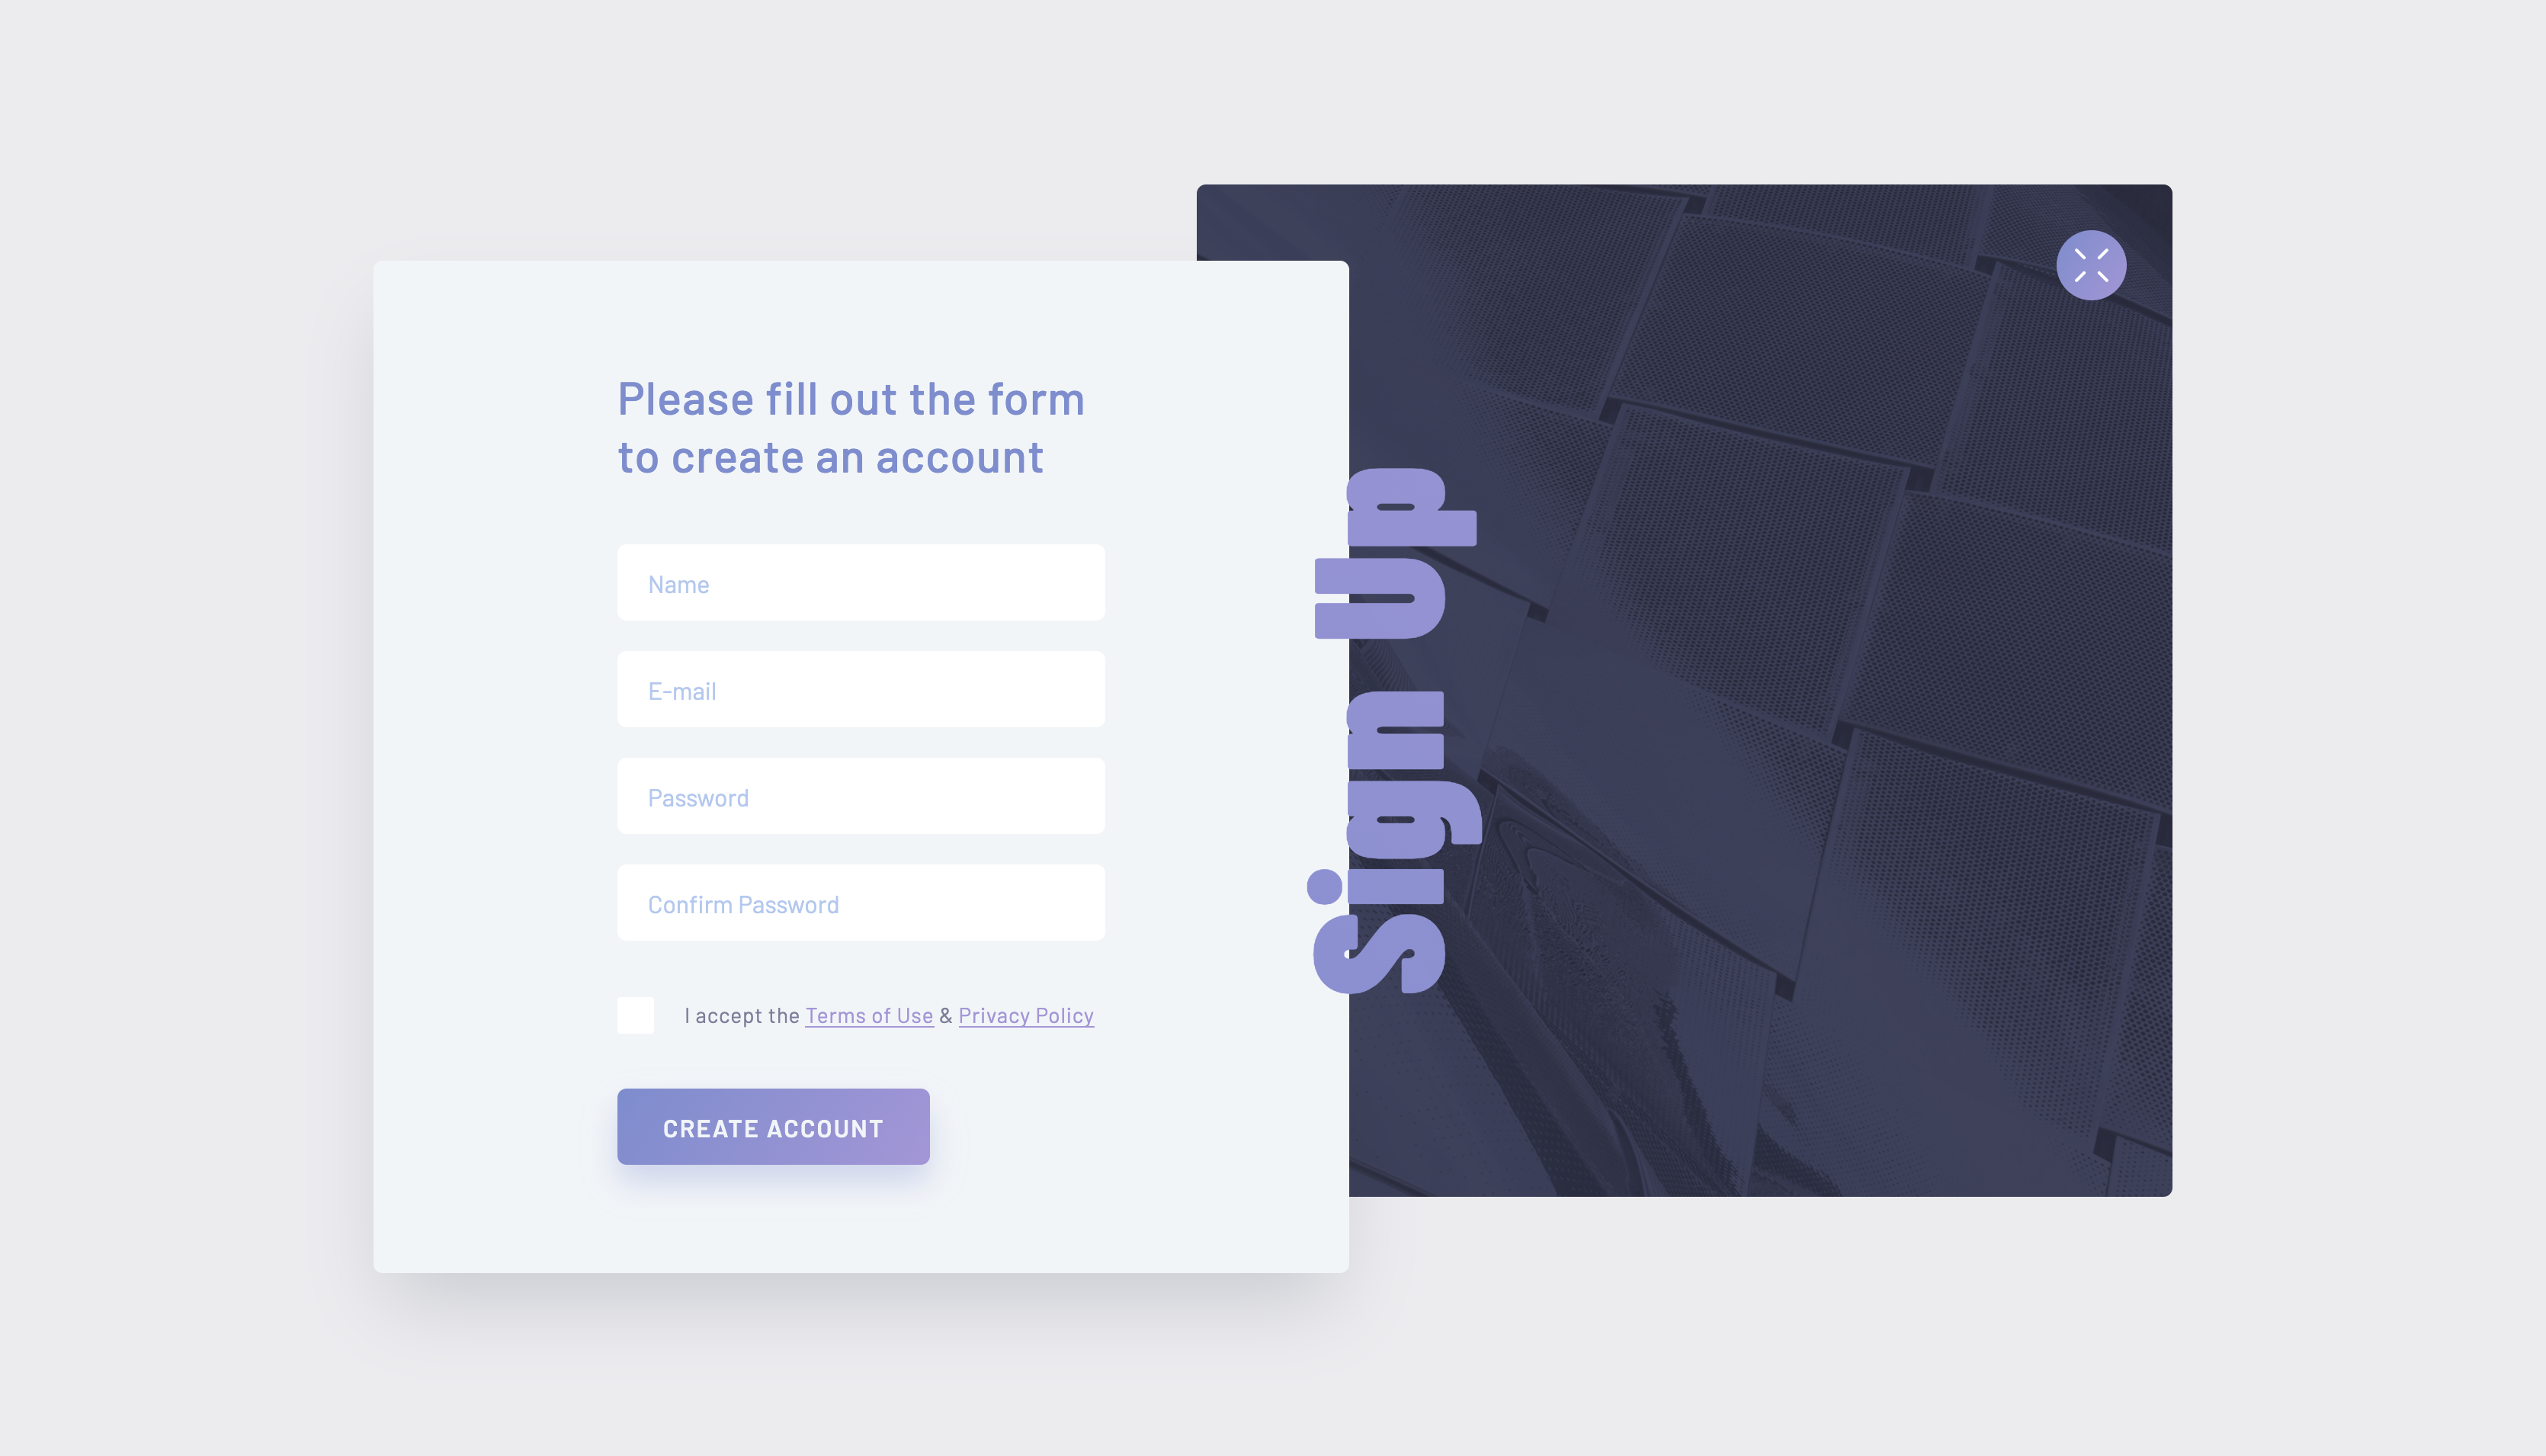 Please fill out the form
to create an account
Name
E-mail
Password
Confirm Password
I accept the Terms of Use & Privacy Policy
CREATE ACCOUNT
Sign Up